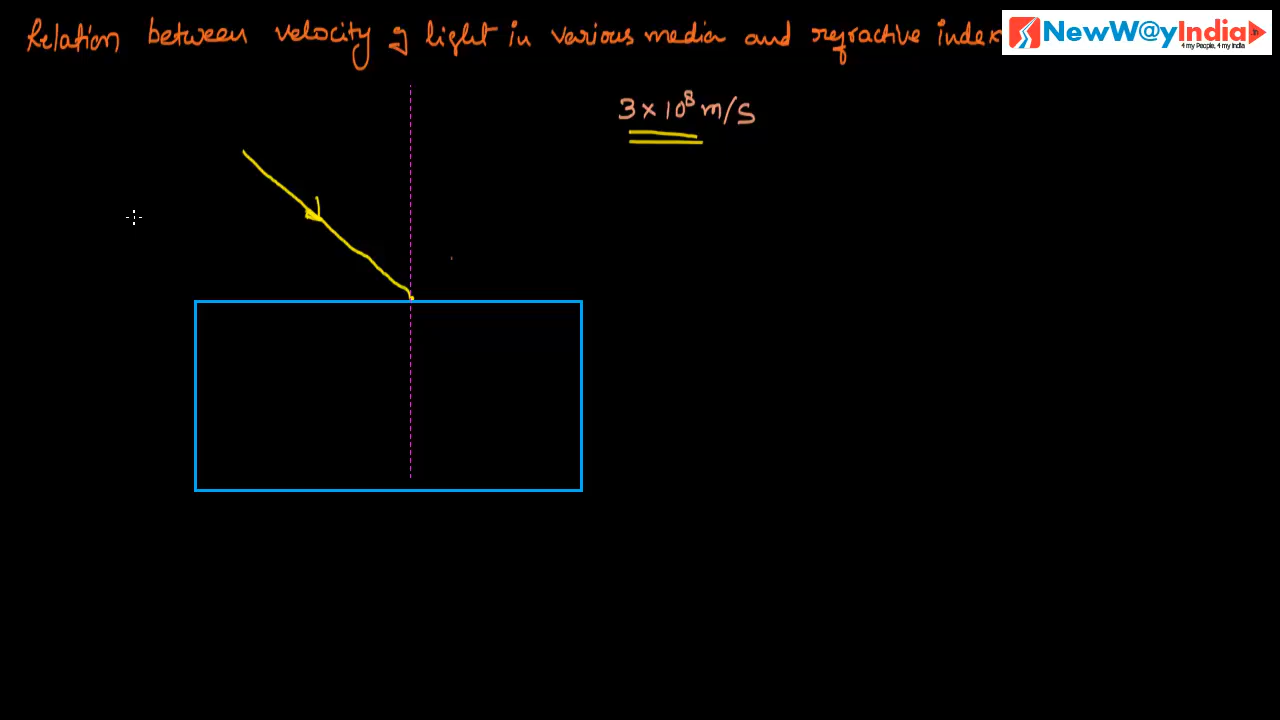 Relation between velocity of light in various media and refractive index
NewW@yIndia.in
4 my People, 4 my India
3 × 10⁸ m/s